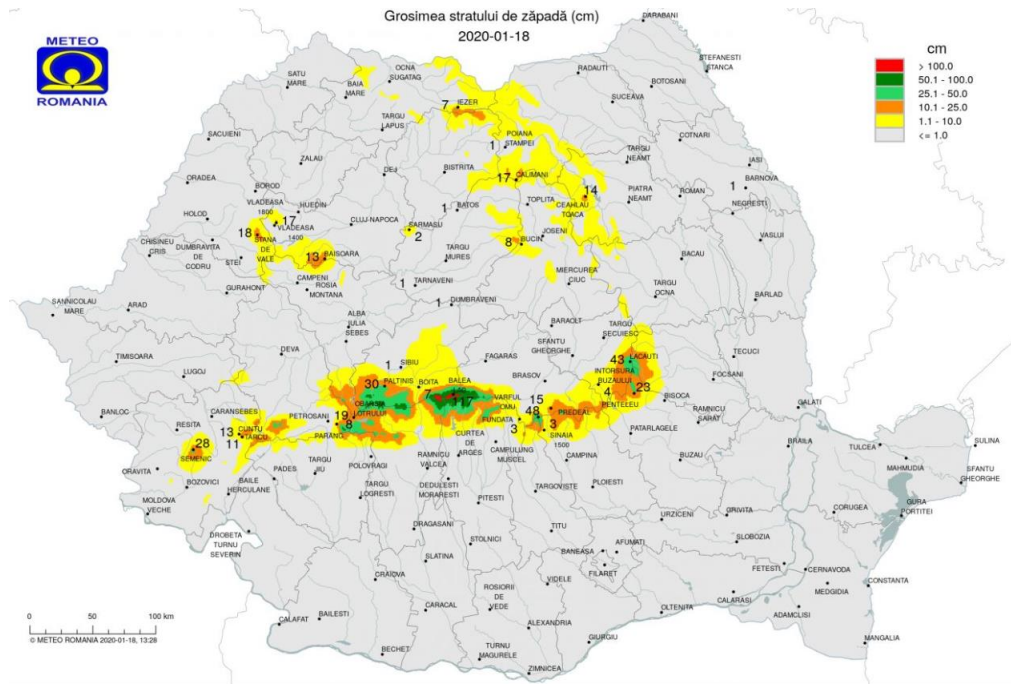 Grosimea stratului de zăpadă (cm)
2020-01-18
METEO
ROMANIA
cm
> 100.0
50.1 - 100.0
25.1 - 50.0
10.1 - 25.0
1.1 - 10.0
<= 1.0
DARABANI
STEFANESTI
STANCA
RADAUTI
BOTOSANI
SUCEAVA
OCNA
SUGATAG
SATU
MARE
BAIA
MARE
7
IEZER
TARGU
LAPUS
POIANA
STAMPEI
1
COTNARI
TARGU
NEAMT
IASI
SACUIENI
ZALAU
DEJ
BISTRITA
17
CALIMANI
14
CEAHLAU
TOACA
PIATRA
NEAMT
ROMAN
1
BARNOVA
NEGRESTI
ORADEA
BOROD
VLADEASA
1800
HUEDIN
17
VLADEASA
1400
HOLOD
18
STANA
DE
VALE
CLUJ-NAPOCA
1
BATOS
TOPLITA
SARMASU
2
8
BUCIN
JOSENI
VASLUI
CHISINEU
CRIS
DUMBRAVITA
DE
CODRU
STEI
13
BAISOARA
TARGU
MURES
BACAU
GURAHONT
CAMPENI
ROSIA
MONTANA
1
TARNAVENI
MIERCUREA
CIUC
TARGU
OCNA
BARLAD
SANNICOLAU
MARE
ARAD
1
DUMBRAVENI
ALBA
IULIA
SEBES
BARAOLT
TARGU
SECUIESC
SFANTU
GHEORGHE
TECUCI
TIMISOARA
DEVA
1
SIBIU
FAGARAS
43
LACAUTI
LUGOJ
INTORSURA
BUZAULUI
FOCSANI
30
PALTINIS
BOITA
BALEA
BRASOV
4
23
PENTELEU
BISOCA
7
117
VARFUL
OMU
15
48
PREDEAL
BANLOC
CARANSEBES
PETROSANI
19
OBARSIA
LOTRULUI
8
FUNDATA
3
3
RAMNICU
SARAT
GALATI
RESITA
13
CUNTU
11
TARCU
PARANG
CURTEA
DE
ARGES
CAMPULUNG
MUSCEL
SINAIA
1500
PATARLAGELE
BRAILA
TULCEA
SULINA
28
SEMENIC
ORAVITA
BOZOVICI
BAILE
HERCULANE
PADES
TARGU
JIU
POLOVRAGI
RAMNICU
VALCEA
CAMPINA
BUZAU
MAHMUDIA
SFANTU
GHEORGHE
MOLDOVA
VECHE
TARGU
LOGRESTI
DEDULESTI
MORARESTI
PITESTI
TARGOVISTE
PLOIESTI
GURA
PORTITEI
DROBETA
TURNU
SEVERIN
DRAGASANI
STOLNICI
TITU
URZICENI
GRIVITA
CORUGEA
SLATINA
BANEASA
AFUMATI
FILARET
SLOBOZIA
FETESTI
CERNAVODA
MEDGIDIA
CONSTANTA
CRAIOVA
ROSIORII
DE
VEDE
VIDELE
CALARASI
ADAMCLISI
0
50
100 km
© METEO ROMANIA 2020-01-18, 13:28
CALAFAT
BAILESTI
CARACAL
ALEXANDRIA
OLTENITA
GIURGIU
MANGALIA
BECHET
TURNU
MAGURELE
ZIMNICEA